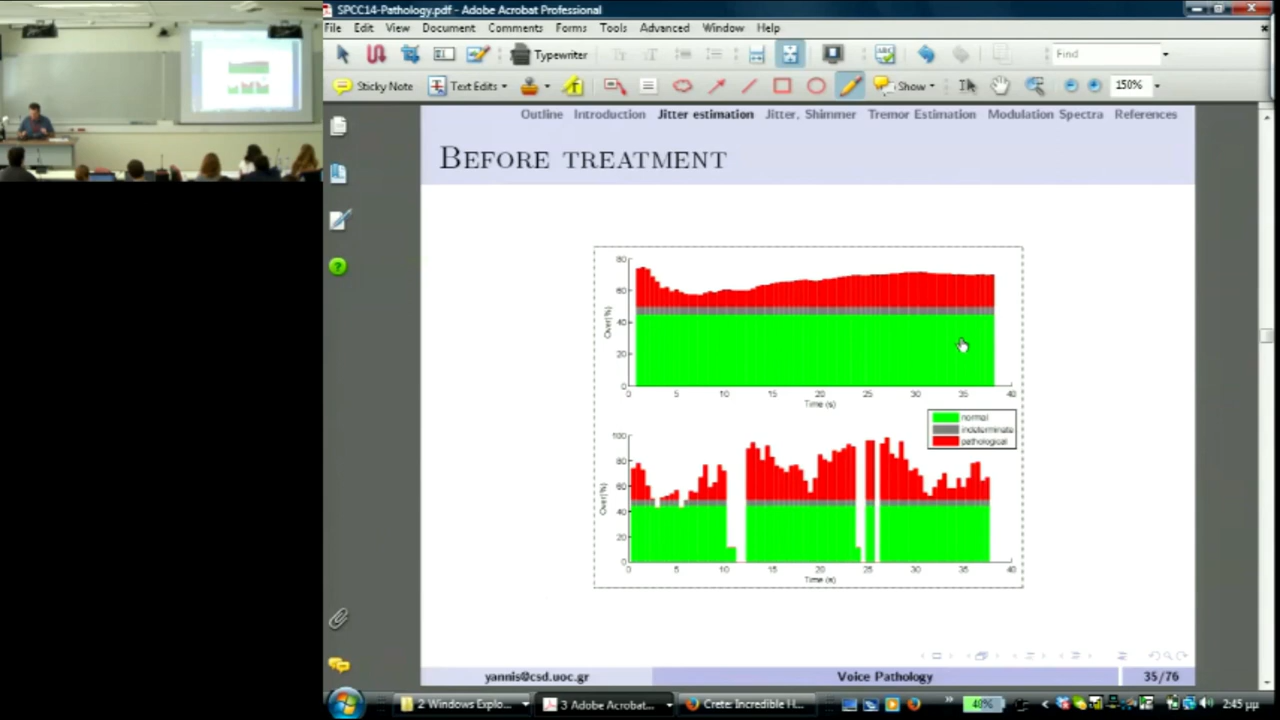 SPCC14-Pathology.pdf - Adobe Acrobat Professional
File Edit View Document Comments Forms Tools Advanced Window Help
Typewriter Find
Sticky Note Text Edits Show 150%
Outline Introduction Jitter estimation Jitter, Shimmer Tremor Estimation Modulation Spectra References
BEFORE TREATMENT
80
60
40
20
0
Over(%)
0 5 10 15 20 25 30 35 40
Time (s)
normal
indeterminate
pathological
100
80
60
40
20
0
Over(%)
0 5 10 15 20 25 30 35 40
Time (s)
yannis@csd.uoc.gr Voice Pathology 35/76
2 Windows Explo... 3 Adobe Acrobat... Crete: Incredible H... 40% 2:45 μμ